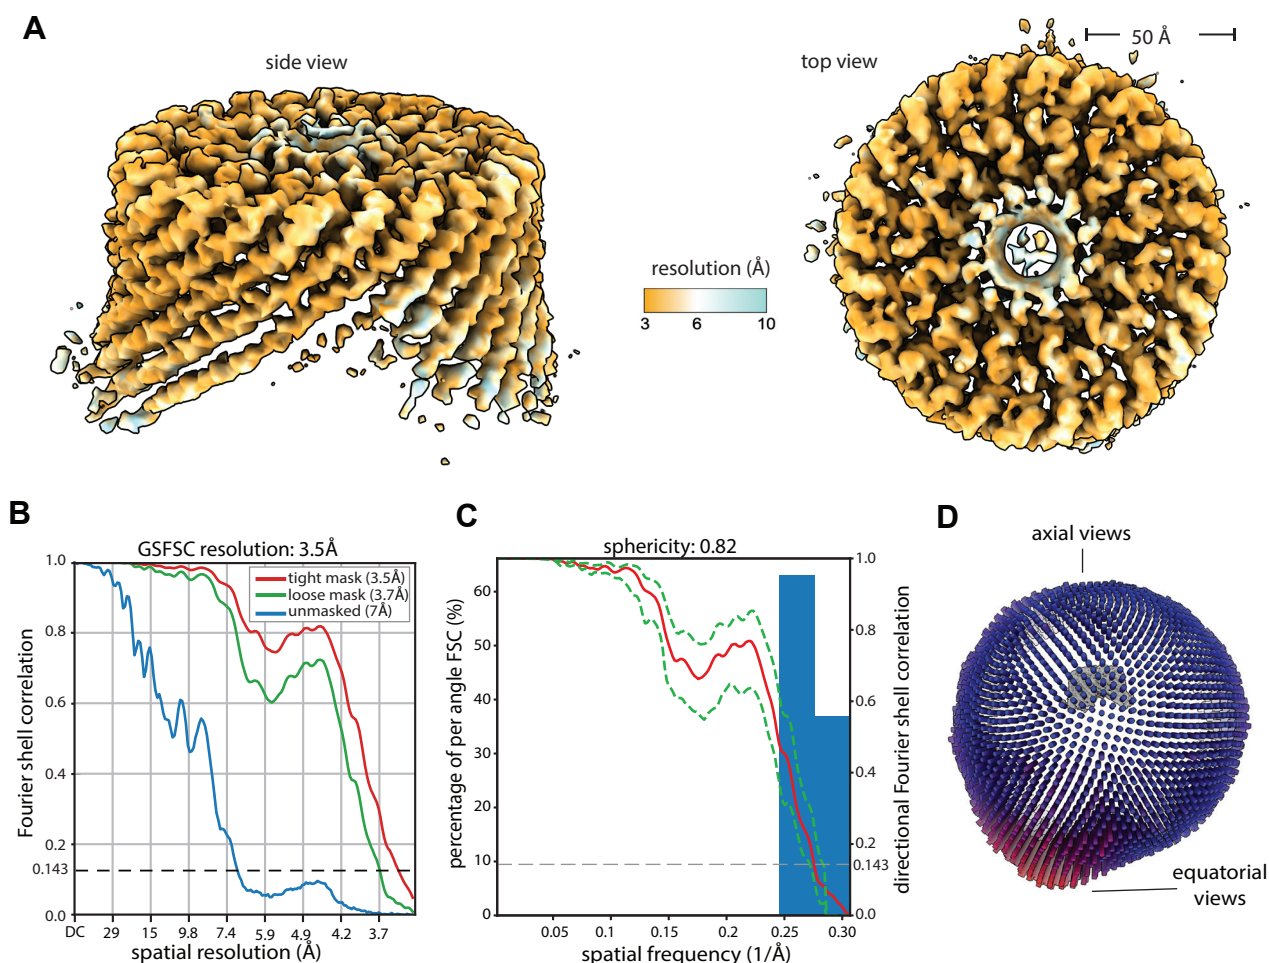 A
side view
top view
50 Å
resolution (Å)
3 6 10
B
GSFSC resolution: 3.5Å
tight mask (3.5Å)
loose mask (3.7Å)
unmasked (7Å)
Fourier shell correlation
1.0
0.8
0.6
0.4
0.2
0.143
0.0
DC 29 15 9.8 7.4 5.9 4.9 4.2 3.7
spatial resolution (Å)
C
sphericity: 0.82
percentage of per angle FSC (%)
60
50
40
30
20
10
0
0.05 0.1 0.15 0.2 0.25 0.30
spatial frequency (1/Å)
1.0
0.8
0.6
0.4
0.2
0.143
0.0
directional Fourier shell correlation
D
axial views
equatorial
views